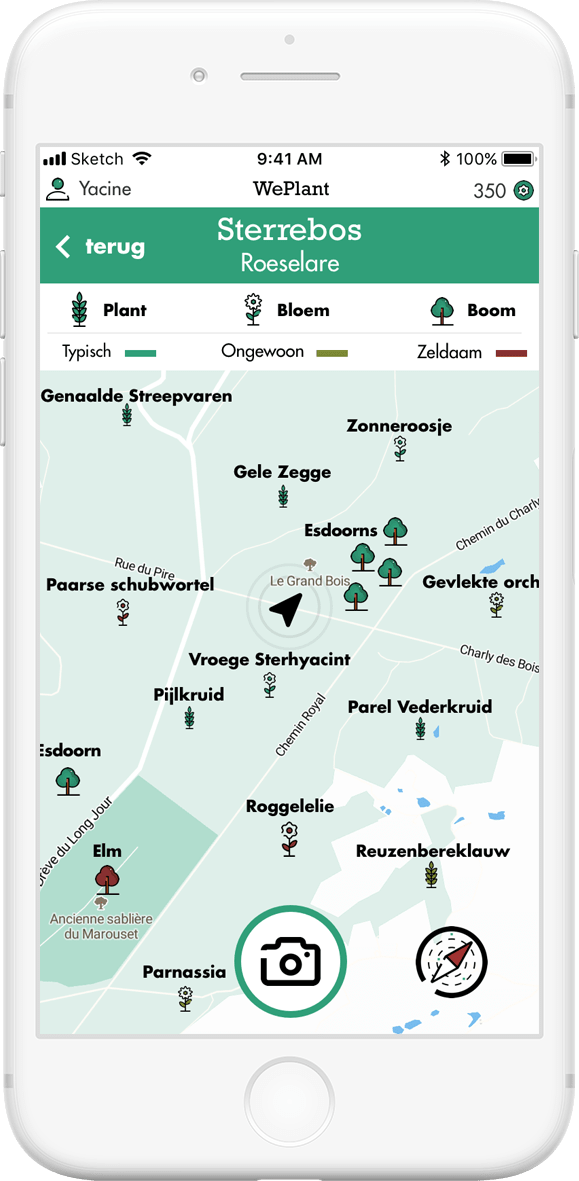 Sketch 9:41 AM 100%
Yacine WePlant 350
Sterrebos
terug
Roeselare
Plant Bloem Boom
Typisch Ongewoon Zeldaam
Genaalde Streepvaren
Zonneroosje
Gele Zegge
Chemin du Charly
Esdoorns
Rue du Pire
Le Grand Bois
Paarse schubwortel
Gevlekte orch
Charly des Bois
Vroege Sterhyacint
Pijlkruid
Chemin Royal
Parel Vederkruid
Esdoorn
Drève du Long Jour
Roggelelie
Elm
Reuzenbereklauw
Ancienne sablière
du Marouset
Parnassia